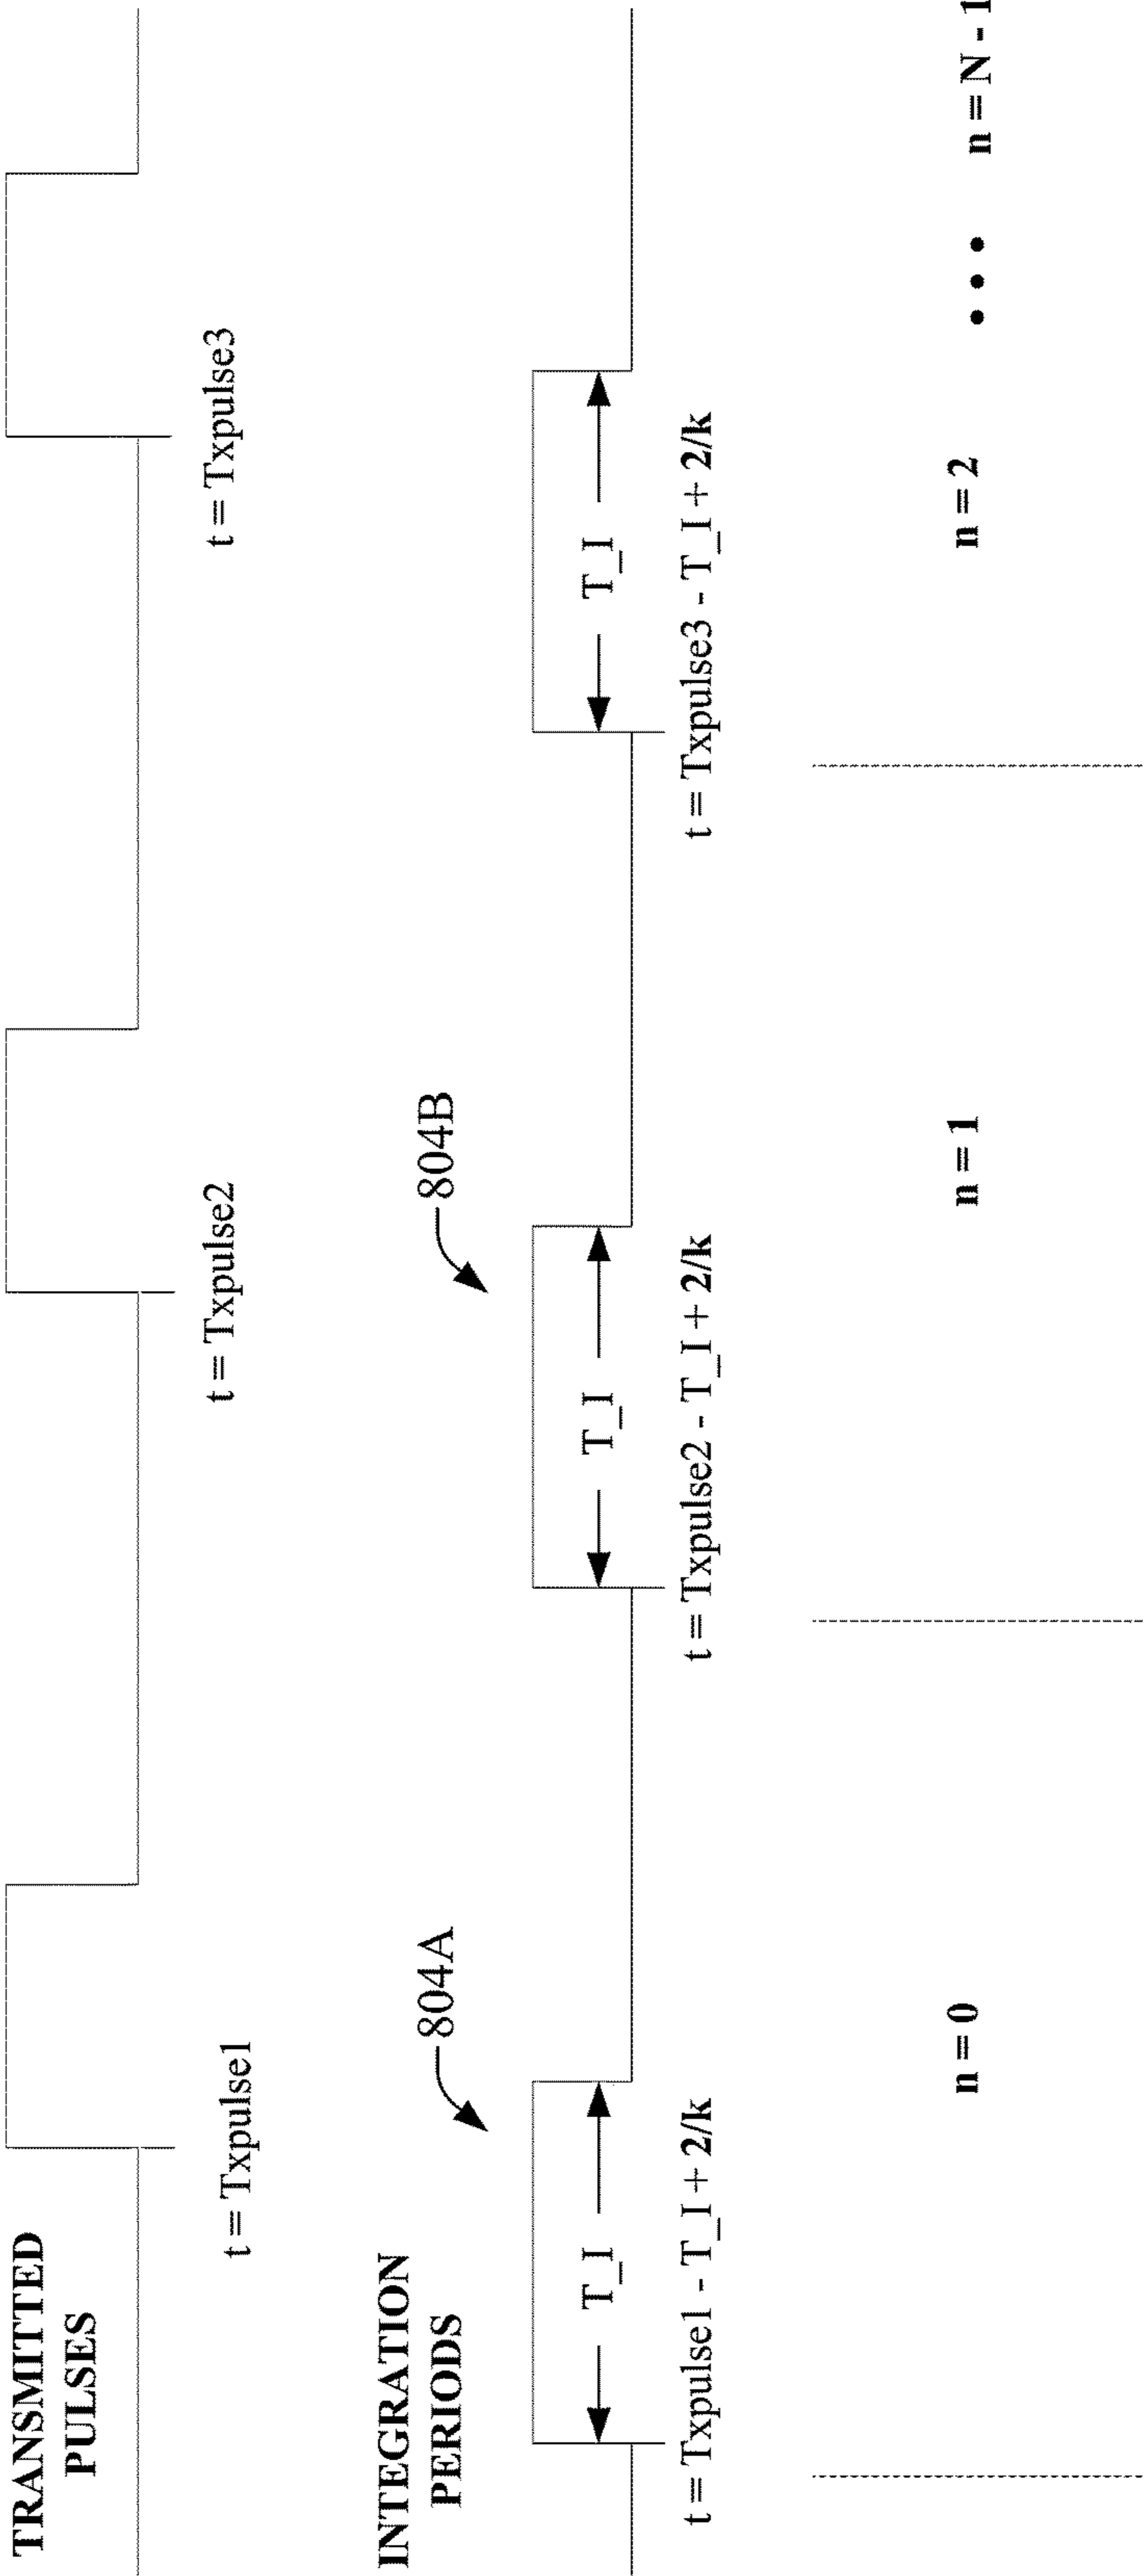 TRANSMITTED
PULSES
t = Txpulse1
t = Txpulse2
t = Txpulse3
INTEGRATION
PERIODS
804A
804B
T_I
T_I
T_I
t = Txpulse1 - T_I + 2/k
t = Txpulse2 - T_I + 2/k
t = Txpulse3 - T_I + 2/k
n = 0
n = 1
n = 2
• • •
n = N - 1